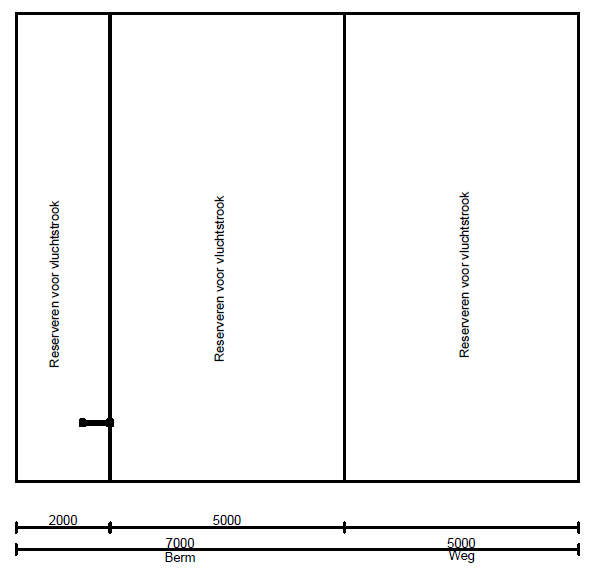 Reserveren voor vluchtstrook
Reserveren voor vluchtstrook
Reserveren voor vluchtstrook
2000
5000
7000
5000
Berm
Weg